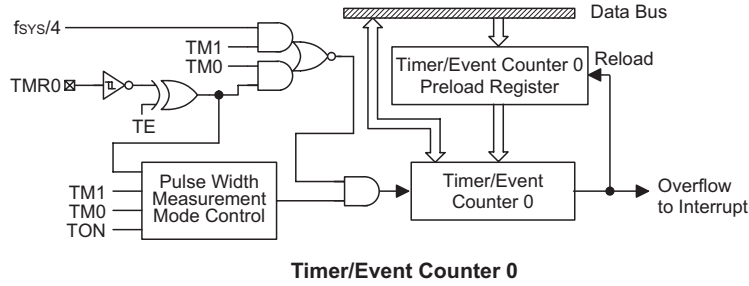 fSYS/4
TM1
TM0
TMR0
TE
Data Bus
Timer/Event Counter 0
Preload Register
Reload
TM1
TM0
TON
Pulse Width
Measurement
Mode Control
Timer/Event
Counter 0
Overflow
to Interrupt
Timer/Event Counter 0